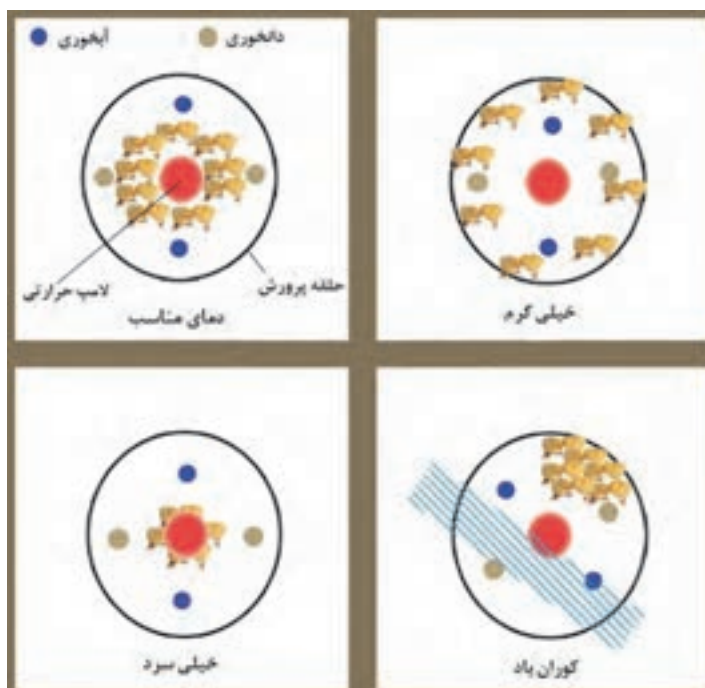 دانخوری
آبخوری
حلقه پرورش
لامپ حرارتی
دمای مناسب
خیلی گرم
خیلی سرد
کوران باد